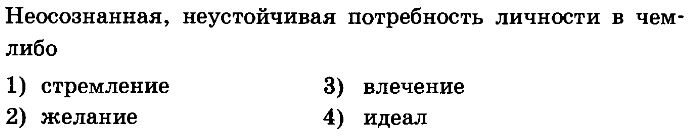 Неосознанная, неустойчивая потребность личности в чем-
либо
1) стремление 3) влечение
2) желание 4) идеал